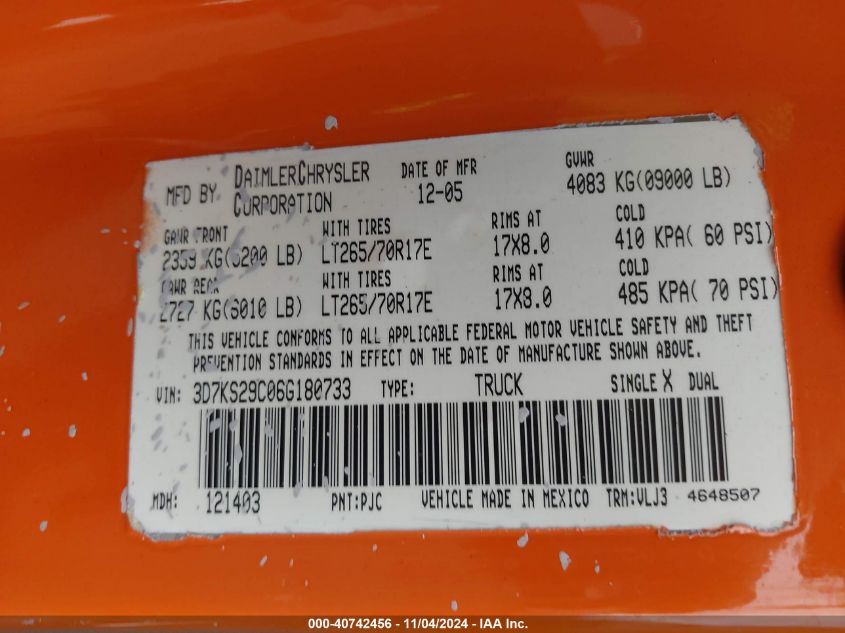 MFD BY DAIMLERCHRYSLER CORPORATION DATE OF MFR 12-05 GVWR 4083 KG(09000 LB)
GAWR FRONT WITH TIRES RIMS AT COLD
2359 KG(5200 LB) LT265/70R17E 17X8.0 410 KPA( 60 PSI)
GAWR REAR WITH TIRES RIMS AT COLD
2727 KG(6010 LB) LT265/70R17E 17X8.0 485 KPA( 70 PSI)
THIS VEHICLE CONFORMS TO ALL APPLICABLE FEDERAL MOTOR VEHICLE SAFETY AND THEFT
PREVENTION STANDARDS IN EFFECT ON THE DATE OF MANUFACTURE SHOWN ABOVE.
VIN: 3D7KS29C06G180733 TYPE: TRUCK SINGLE X DUAL
MDH: 121403 PNT:PJC VEHICLE MADE IN MEXICO TRM:VLJ3 4648507
000-40742456 - 11/04/2024 - IAA Inc.